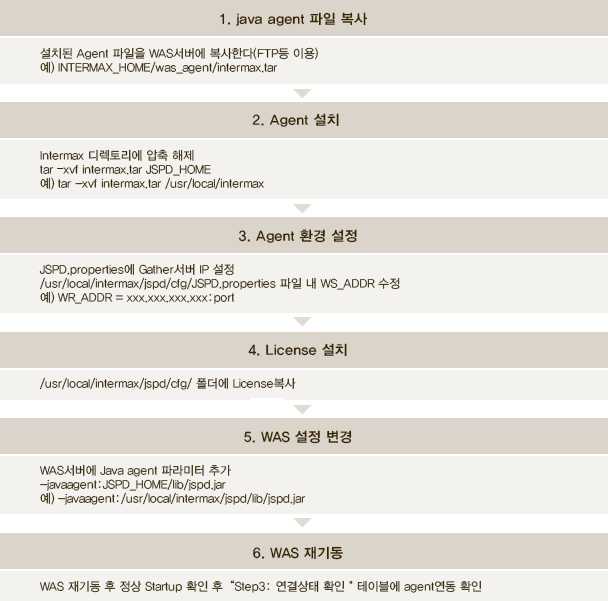 1. java agent 파일 복사
설치된 Agent 파일을 WAS서버에 복사한다(FTP등 이용)
예) INTERMAX_HOME/was_agent/intermax.tar
2. Agent 설치
Intermax 디렉토리에 압축 해제
tar -xvf intermax.tar JSPD_HOME
예) tar -xvf intermax.tar /usr/local/intermax
3. Agent 환경 설정
JSPD.properties에 Gather서버 IP 설정
/usr/local/intermax/jspd/cfg/JSPD.properties 파일 내 WS_ADDR 수정
예) WR_ADDR = xxx.xxx.xxx.xxx:port
4. License 설치
/usr/local/intermax/jspd/cfg/ 폴더에 License복사
5. WAS 설정 변경
WAS서버에 Java agent 파라미터 추가
-javaagent:JSPD_HOME/lib/jspd.jar
예) -javaagent:/usr/local/intermax/jspd/lib/jspd.jar
6. WAS 재기동
WAS 재기동 후 정상 Startup 확인 후 “Step3: 연결상태 확인 " 테이블에 agent연동 확인